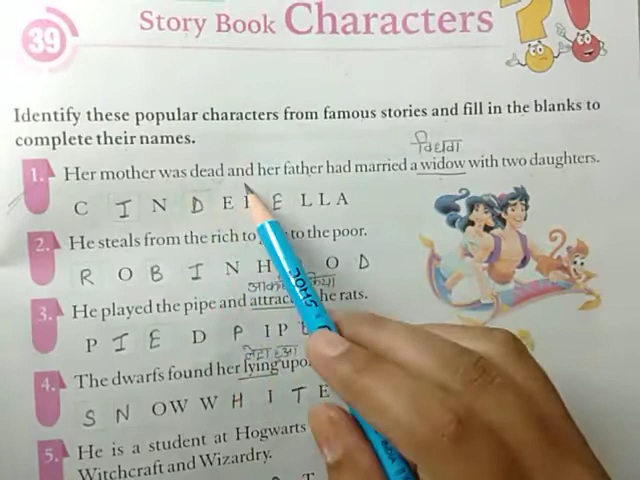 39
Story Book Characters
Identify these popular characters from famous stories and fill in the blanks to
complete their names.
विधवा
1. Her mother was dead and her father had married a widow with two daughters.
C I N D E E L L A
2. He steals from the rich to to the poor.
R O B I N H O D
3. He played the pipe and he rats.
P I E D P I P
लेटा हुआ
4. The dwarfs found her lying
S N OW W H I T E
5. He is a student at Hogwarts
Witchcraft and Wizardry.